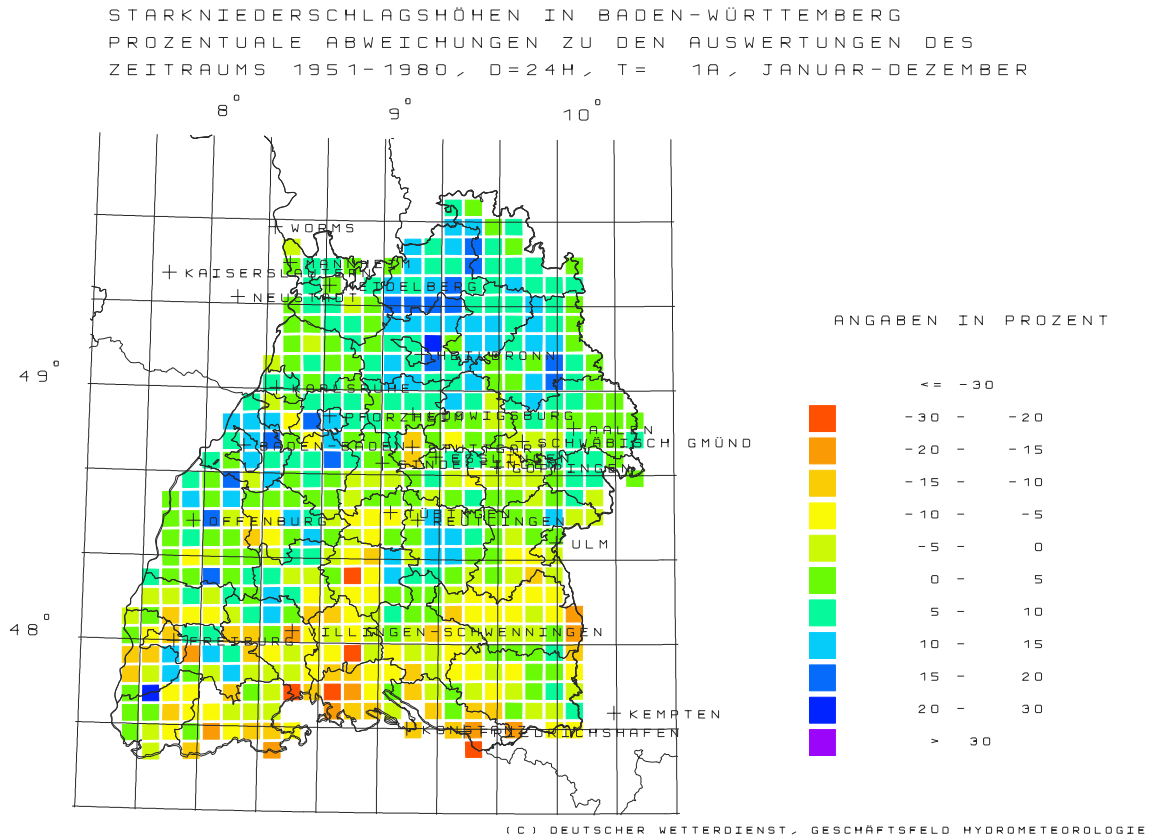 STARKNIEDERSCHLAGSHÖHEN IN BADEN-WÜRTTEMBERG
PROZENTUALE ABWEICHUNGEN ZU DEN AUSWERTUNGEN DES
ZEITRAUMS 1951-1980, D=24H, T= 1A, JANUAR-DEZEMBER
8° 9° 10°
WORMS
MANNHEIM
KAISERSLAUTERN
HEIDELBERG
NEUSTADT
ANGABEN IN PROZENT
HEILBRONN
49°
<= -30
KARLSRUHE
-30 - -20
PFORZHEIM
LUDWIGSBURG
AALEN
BADEN-BADEN
STUTTGART
SCHWÄBISCH GMÜND
-20 - -15
ESSLINGEN
SINDELFINGEN
GÖPPINGEN
-15 - -10
TÜBINGEN
OFFENBURG
REUTLINGEN
-10 - -5
ULM
-5 - 0
0 - 5
5 - 10
48°
VILLINGEN-SCHWENNINGEN
FREIBURG
10 - 15
15 - 20
20 - 30
KEMPTEN
KONSTANZ
FRIEDRICHSHAFEN
> 30
(C) DEUTSCHER WETTERDIENST, GESCHÄFTSFELD HYDROMETEOROLOGIE